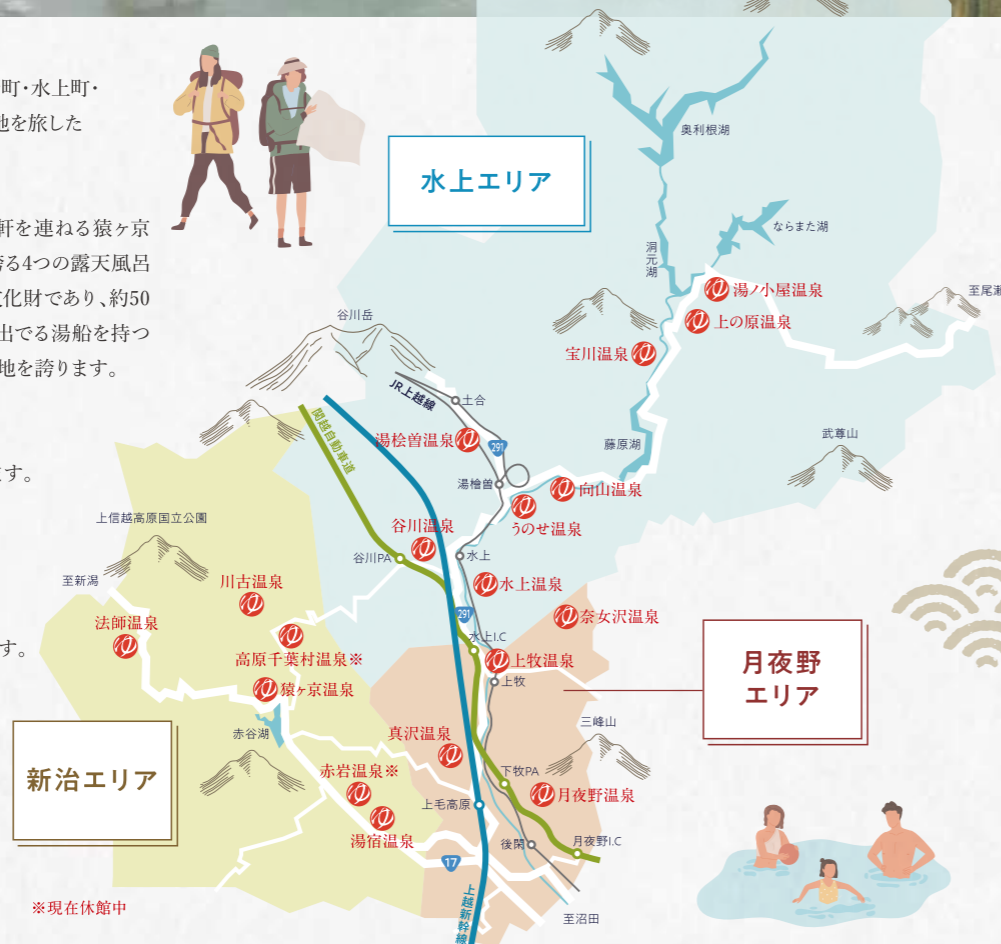 町・水上町・
地を旅した
軒を連ねる猿ヶ京
誇る4つの露天風呂
文化財であり、約50
出でる湯船を持つ
地を誇ります。
ます。
す。
水上エリア
奥利根湖
ならまた湖
洞元湖
湯ノ小屋温泉
上の原温泉
至尾瀬
宝川温泉
谷川岳
JR上越線
土合
関越自動車道
湯桧曽温泉
291
藤原湖
武尊山
湯檜曽
向山温泉
うのせ温泉
上信越高原国立公園
谷川温泉
谷川PA
水上
至新潟
川古温泉
水上温泉
法師温泉
291
奈女沢温泉
高原千葉村温泉※
水上I.C
上牧温泉
月夜野
エリア
猿ヶ京温泉
上牧
赤谷湖
真沢温泉
三峰山
新治エリア
赤岩温泉※
下牧PA
月夜野温泉
上毛高原
湯宿温泉
後閑
月夜野I.C
17
上越新幹線
至沼田
※現在休館中